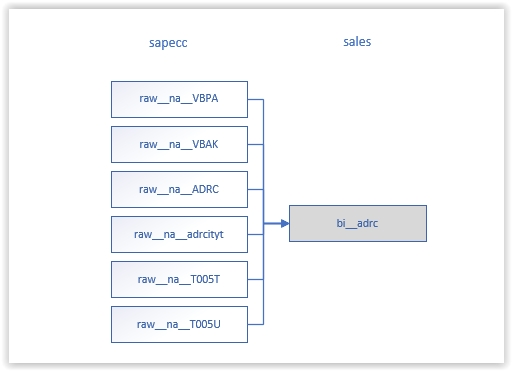 sapecc
sales
raw__na__VBPA
raw__na__VBAK
raw__na__ADRC
raw__na__adrcityt
bi__adrc
raw__na__T005T
raw__na__T005U